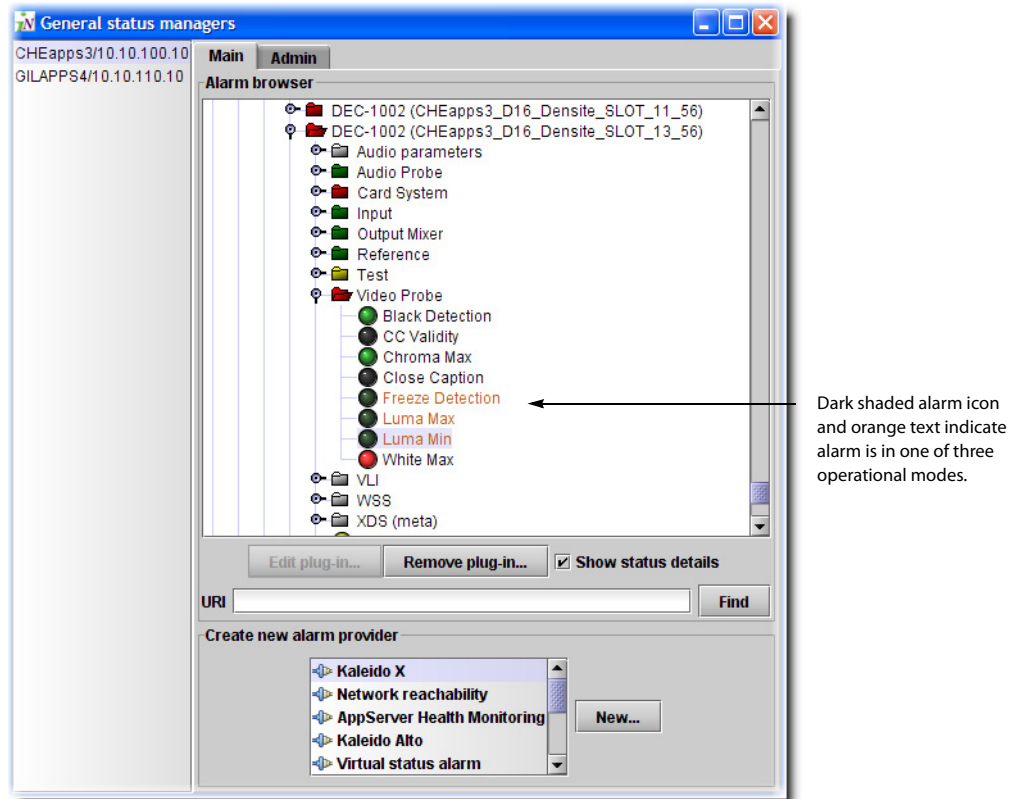 General status managers
CHEapps3/10.10.100.10
GILAPPS4/10.10.110.10
Main
Admin
Alarm browser
DEC-1002 (CHEapps3_D16_Densite_SLOT_11_56)
DEC-1002 (CHEapps3_D16_Densite_SLOT_13_56)
Audio parameters
Audio Probe
Card System
Input
Output Mixer
Reference
Test
Video Probe
Black Detection
CC Validity
Chroma Max
Close Caption
Freeze Detection
Luma Max
Luma Min
White Max
VLI
WSS
XDS (meta)
Edit plug-in...
Remove plug-in...
Show status details
URI
Find
Create new alarm provider
Kaleido X
Network reachability
AppServer Health Monitoring
Kaleido Alto
Virtual status alarm
New...
Dark shaded alarm icon
and orange text indicate
alarm is in one of three
operational modes.